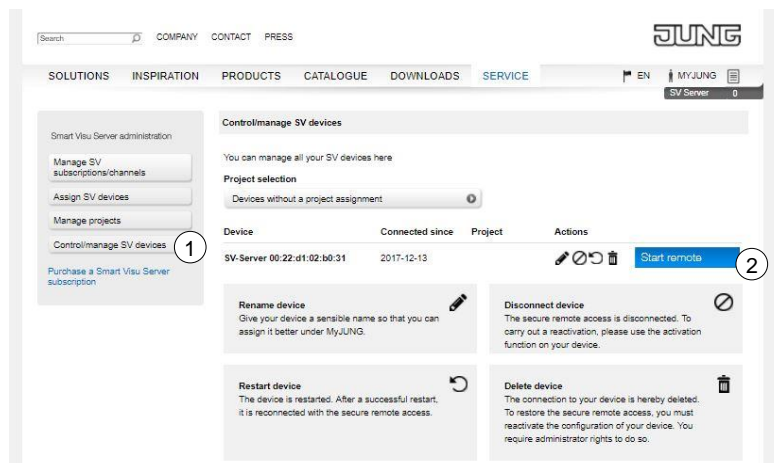 Search COMPANY CONTACT PRESS
JUNG
SOLUTIONS INSPIRATION PRODUCTS CATALOGUE DOWNLOADS SERVICE EN MYJUNG
SV Server 0
Smart Visu Server administration
Manage SV
subscriptions/channels
Assign SV devices
Manage projects
Control/manage SV devices
1
Purchase a Smart Visu Server
subscription
Control/manage SV devices
You can manage all your SV devices here
Project selection
Devices without a project assignment
Device Connected since Project Actions
SV-Server 00:22:d1:02:b0:31 2017-12-13 Start remote
2
Rename device
Give your device a sensible name so that you can
assign it better under MyJUNG.
Disconnect device
The secure remote access is disconnected. To
carry out a reactivation, please use the activation
function on your device.
Restart device
The device is restarted. After a successful restart,
it is reconnected with the secure remote access.
Delete device
The connection to your device is hereby deleted.
To restore the secure remote access, you must
reactivate the configuration of your device. You
require administrator rights to do so.